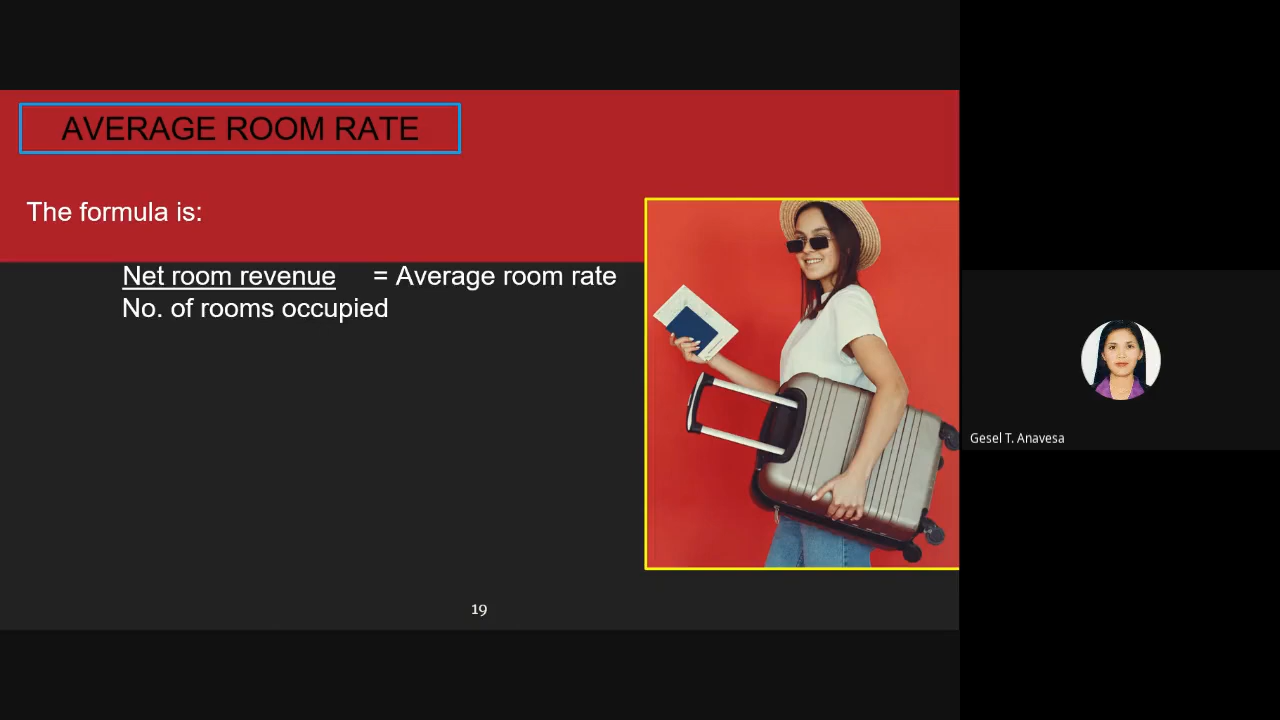 AVERAGE ROOM RATE
The formula is:
Net room revenue = Average room rate
No. of rooms occupied
19
Gesel T. Anavesa